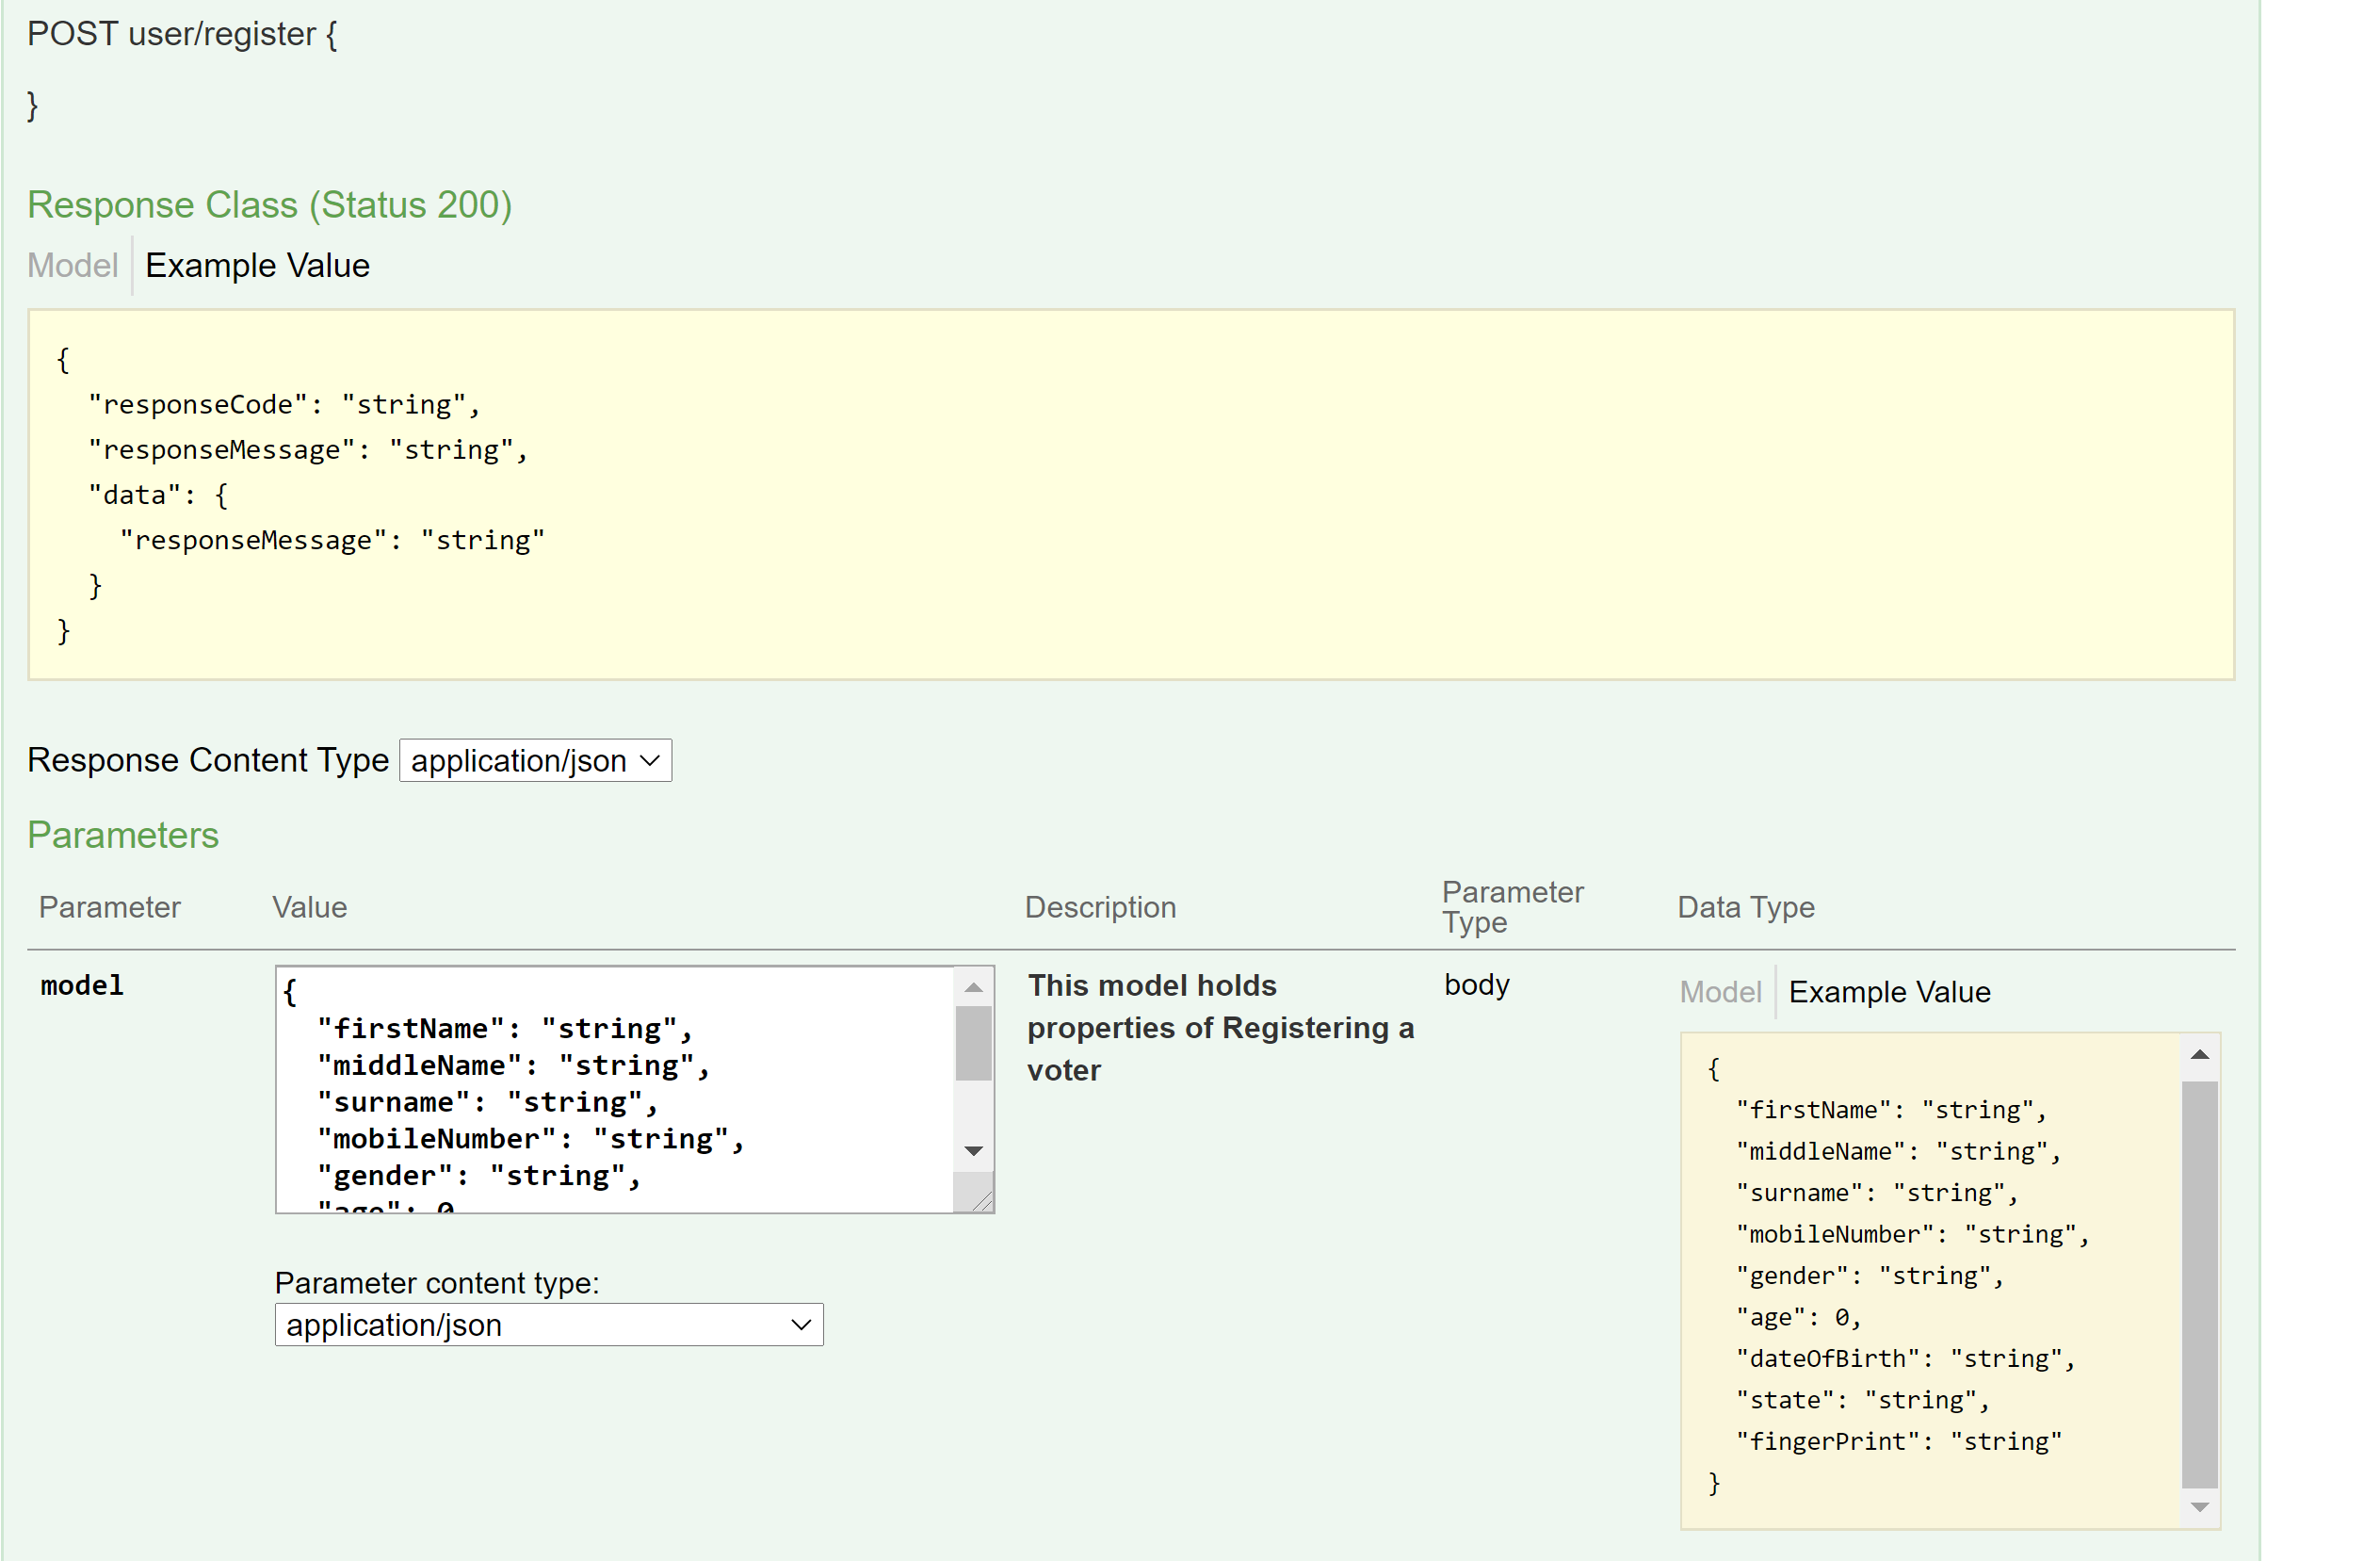 POST user/register {
}
Response Class (Status 200)
Model Example Value
{
"responseCode": "string",
"responseMessage": "string",
"data": {
"responseMessage": "string"
}
}
Response Content Type application/json
Parameters
Parameter Value Description Parameter Type Data Type
model
{
"firstName": "string",
"middleName": "string",
"surname": "string",
"mobileNumber": "string",
"gender": "string",
"age": 0
Parameter content type:
application/json
This model holds
properties of Registering a
voter
body
Model Example Value
{
"firstName": "string",
"middleName": "string",
"surname": "string",
"mobileNumber": "string",
"gender": "string",
"age": 0,
"dateOfBirth": "string",
"state": "string",
"fingerPrint": "string"
}